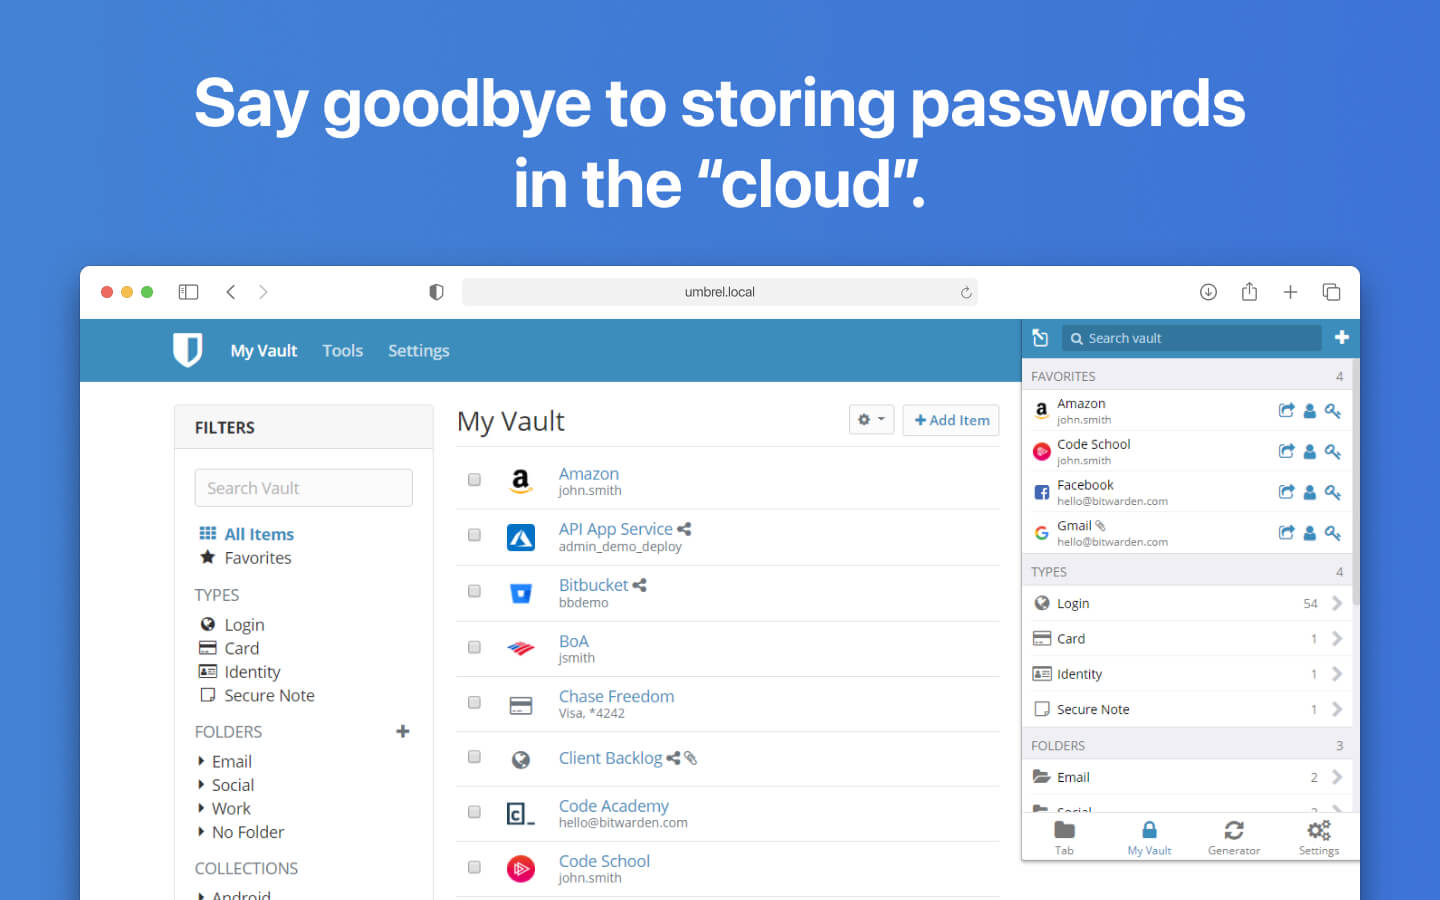 Say goodbye to storing passwords
in the “cloud”.
umbrel.local
My Vault
Tools
Settings
FILTERS
Search Vault
All Items
Favorites
TYPES
Login
Card
Identity
Secure Note
FOLDERS
Email
Social
Work
No Folder
COLLECTIONS
Android
My Vault
Add Item
Amazon
john.smith
API App Service
admin_demo_deploy
Bitbucket
bbdemo
BoA
jsmith
Chase Freedom
Visa, *4242
Client Backlog
Code Academy
hello@bitwarden.com
Code School
john.smith
Search vault
FAVORITES 4
Amazon
john.smith
Code School
john.smith
Facebook
hello@bitwarden.com
Gmail
hello@bitwarden.com
TYPES 4
Login 54
Card 1
Identity 1
Secure Note 1
FOLDERS 3
Email 2
Social
Tab
My Vault
Generator
Settings